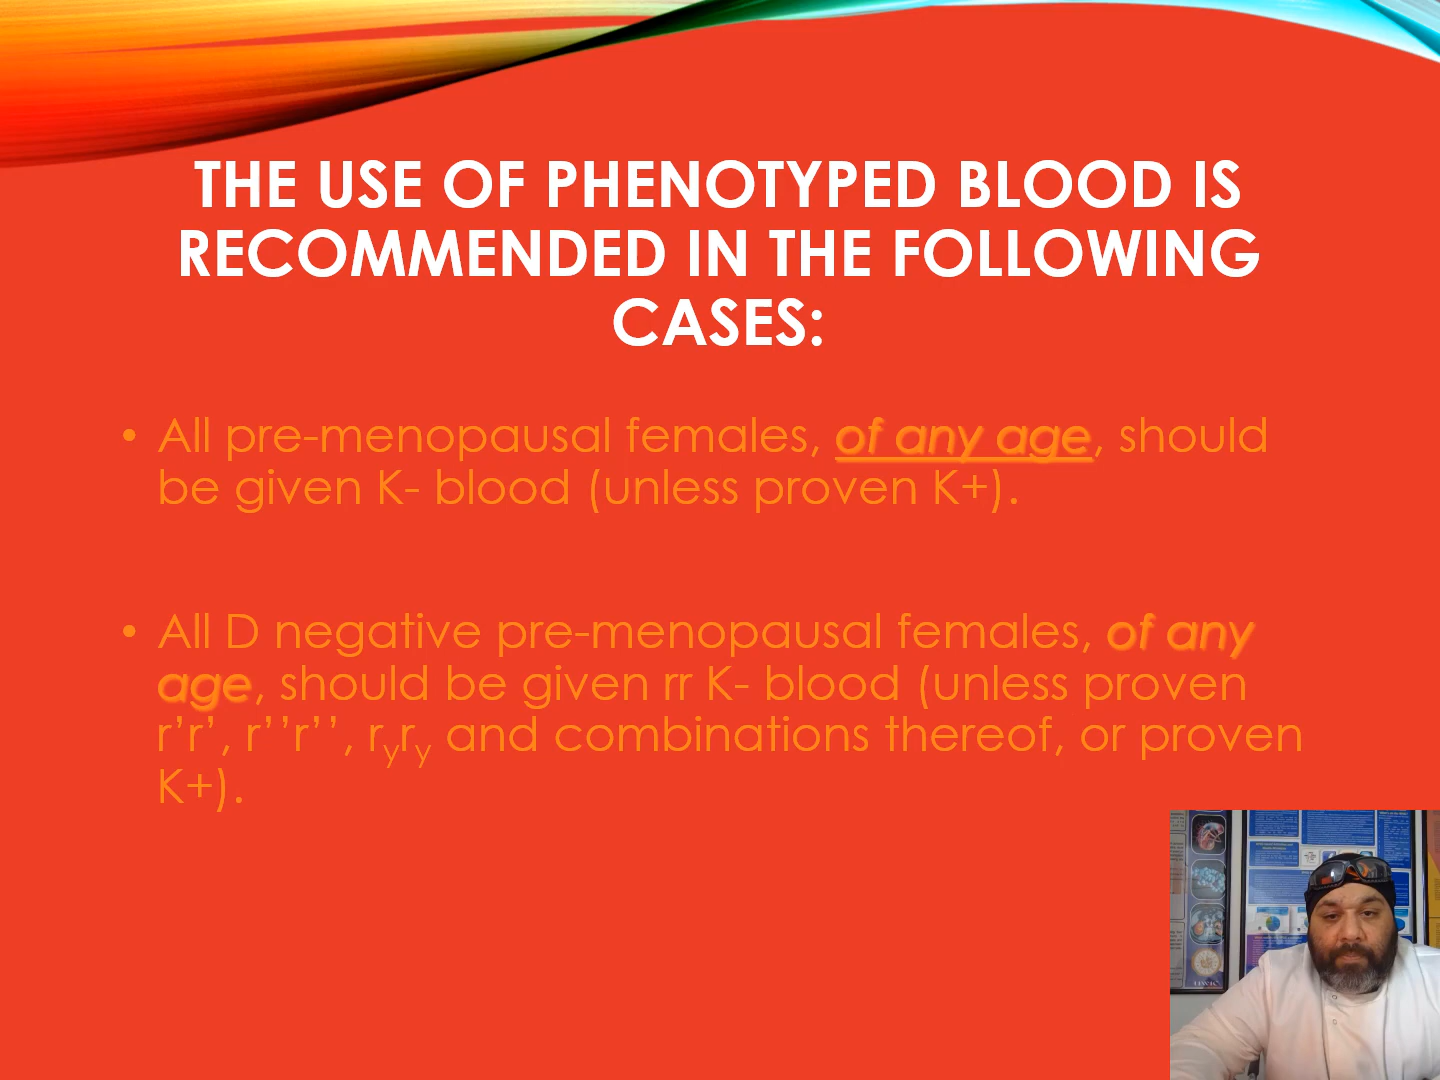 THE USE OF PHENOTYPED BLOOD IS
RECOMMENDED IN THE FOLLOWING
CASES:
• All pre-menopausal females, of any age, should
be given K- blood (unless proven K+).
• All D negative pre-menopausal females, of any
age, should be given rr K- blood (unless proven
r’r’, r’’r’’, ryry and combinations thereof, or proven
K+).